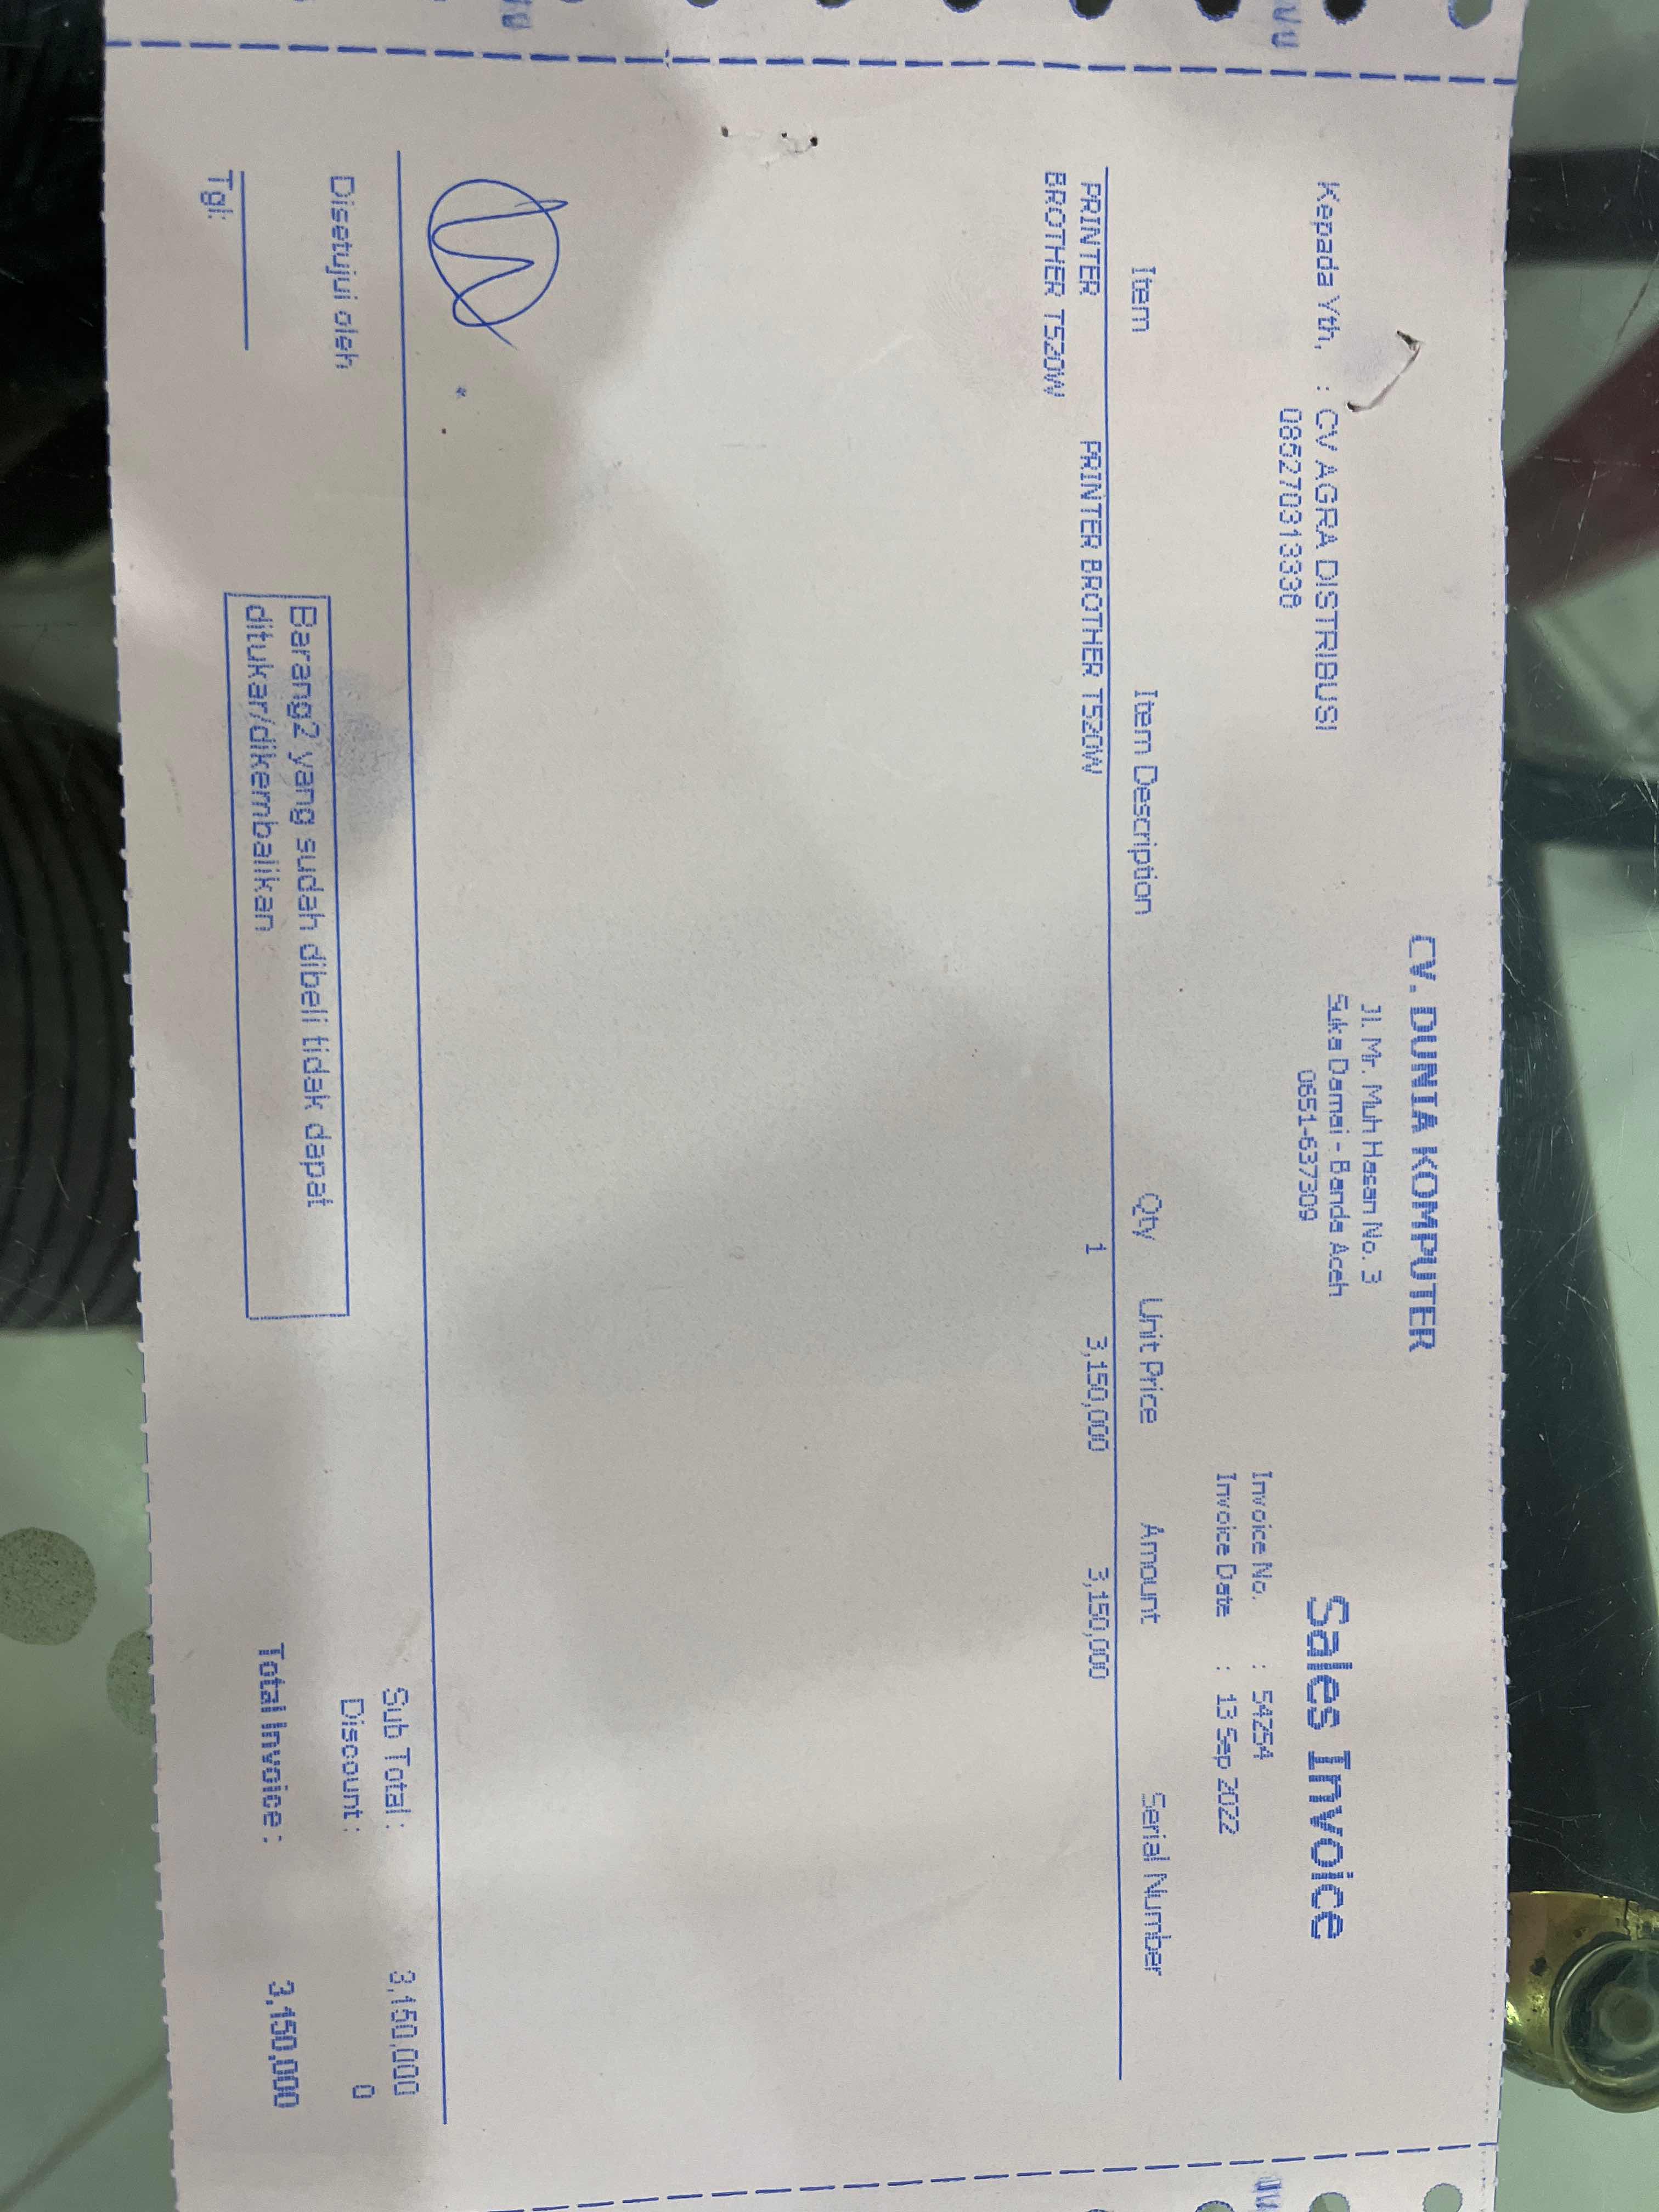 CV. DUNIA KOMPUTER
Jl. Mr. Muh Hasan No. 3
Suka Damai - Banda Aceh
0651-637309
Sales Invoice
Kepada Yth, : CV AGRA DISTRIBUSI
085270313338
Invoice No. : 54254
Invoice Date : 13 Sep 2022
Item Item Description Qty Unit Price Amount Serial Number
PRINTER PRINTER BROTHER T520W 1 3,150,000 3,150,000
BROTHER T520W
Sub Total : 3,150,000
Discount : 0
Total Invoice : 3,150,000
Disetujui oleh
Tgl:
Barang2 yang sudah dibeli tidak dapat
ditukar/dikembalikan